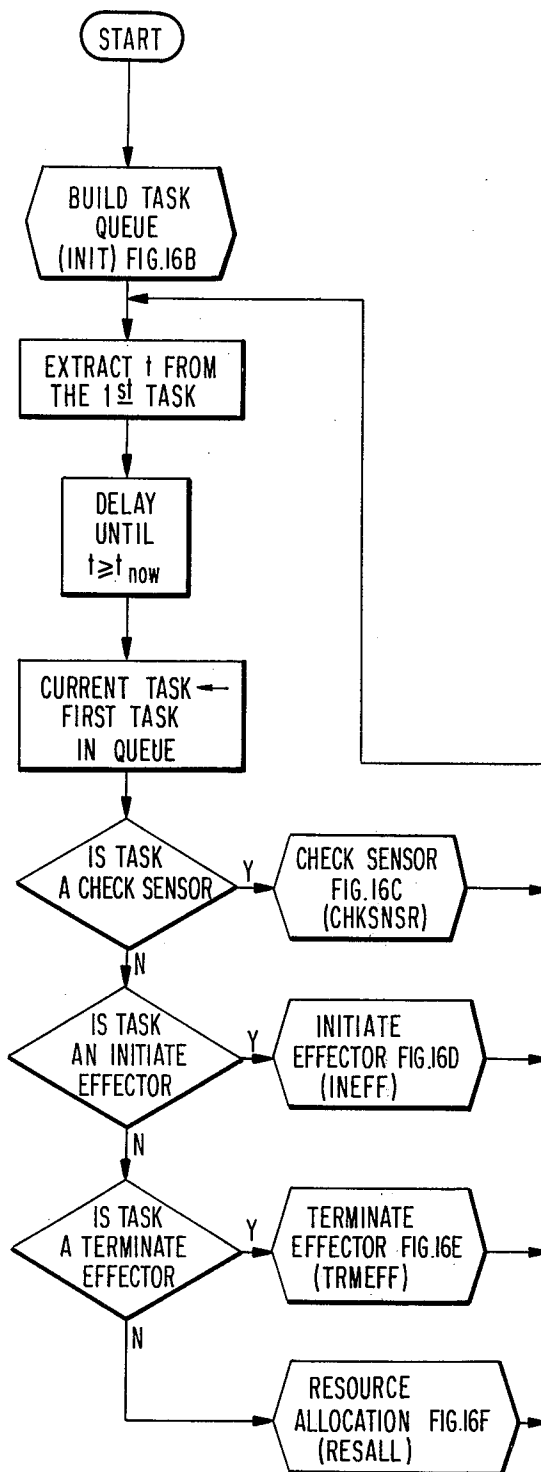 START
BUILD TASK
QUEUE
(INIT) FIG.16B
EXTRACT t FROM
THE 1st TASK
DELAY
UNTIL
t≥t now
CURRENT TASK ←
FIRST TASK
IN QUEUE
IS TASK
A CHECK SENSOR
Y
CHECK SENSOR
FIG.16C
(CHKSNSR)
N
IS TASK
AN INITIATE
EFFECTOR
Y
INITIATE
EFFECTOR FIG.16D
(INEFF)
N
IS TASK
A TERMINATE
EFFECTOR
Y
TERMINATE
EFFECTOR FIG.16E
(TRMEFF)
N
RESOURCE
ALLOCATION FIG.16F
(RESALL)